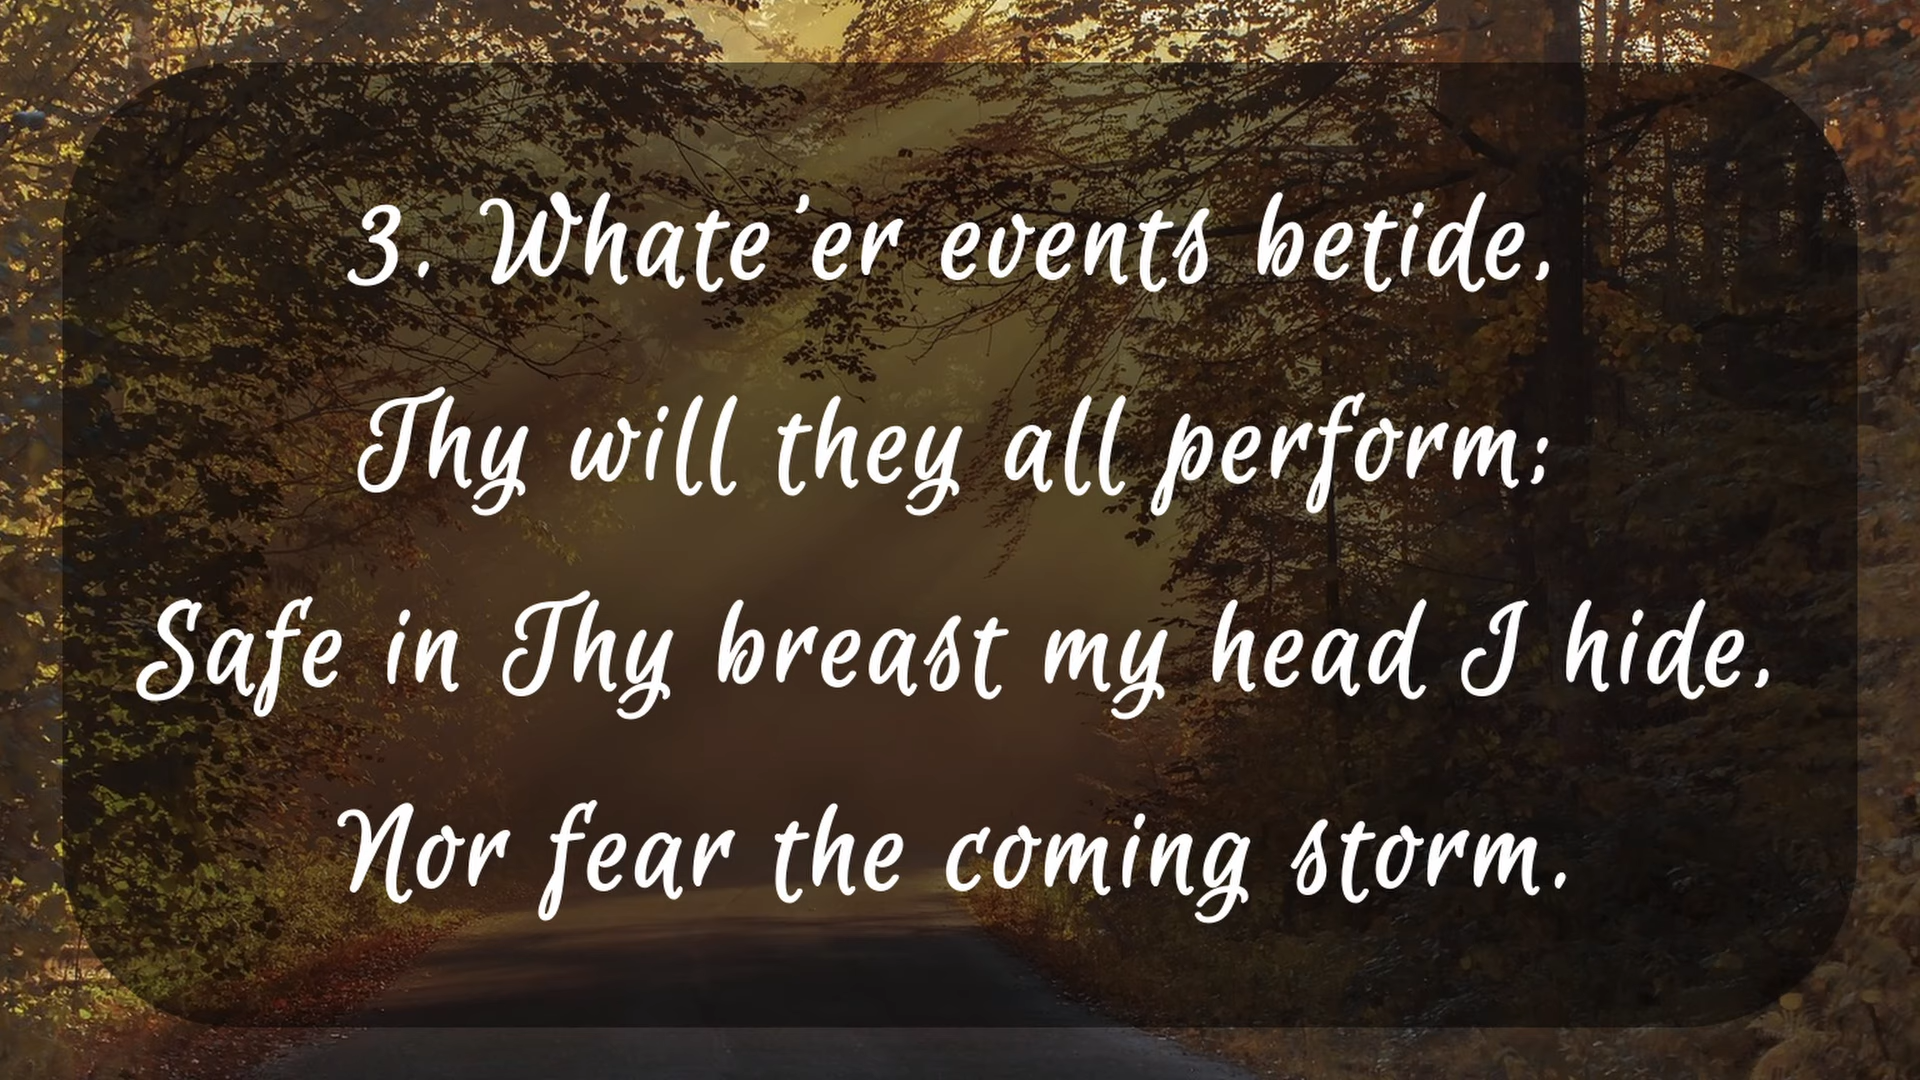 3. Whate'er events betide,
Thy will they all perform;
Safe in Thy breast my head I hide,
Nor fear the coming storm.